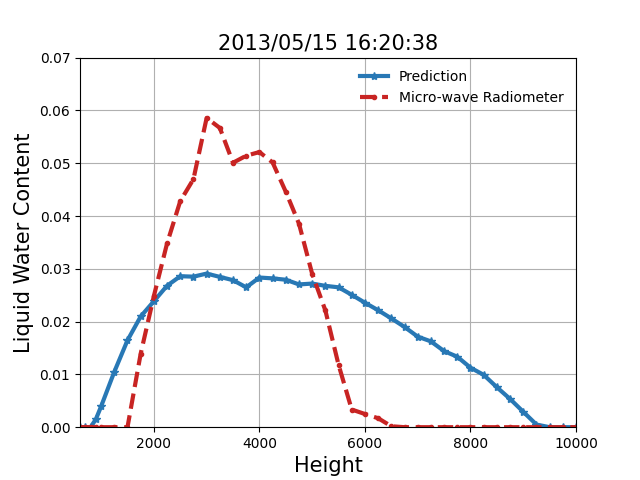 2013/05/15 16:20:38
Prediction
Micro-wave Radiometer
Liquid Water Content
0.07
0.06
0.05
0.04
0.03
0.02
0.01
0.00
2000 4000 6000 8000 10000
Height